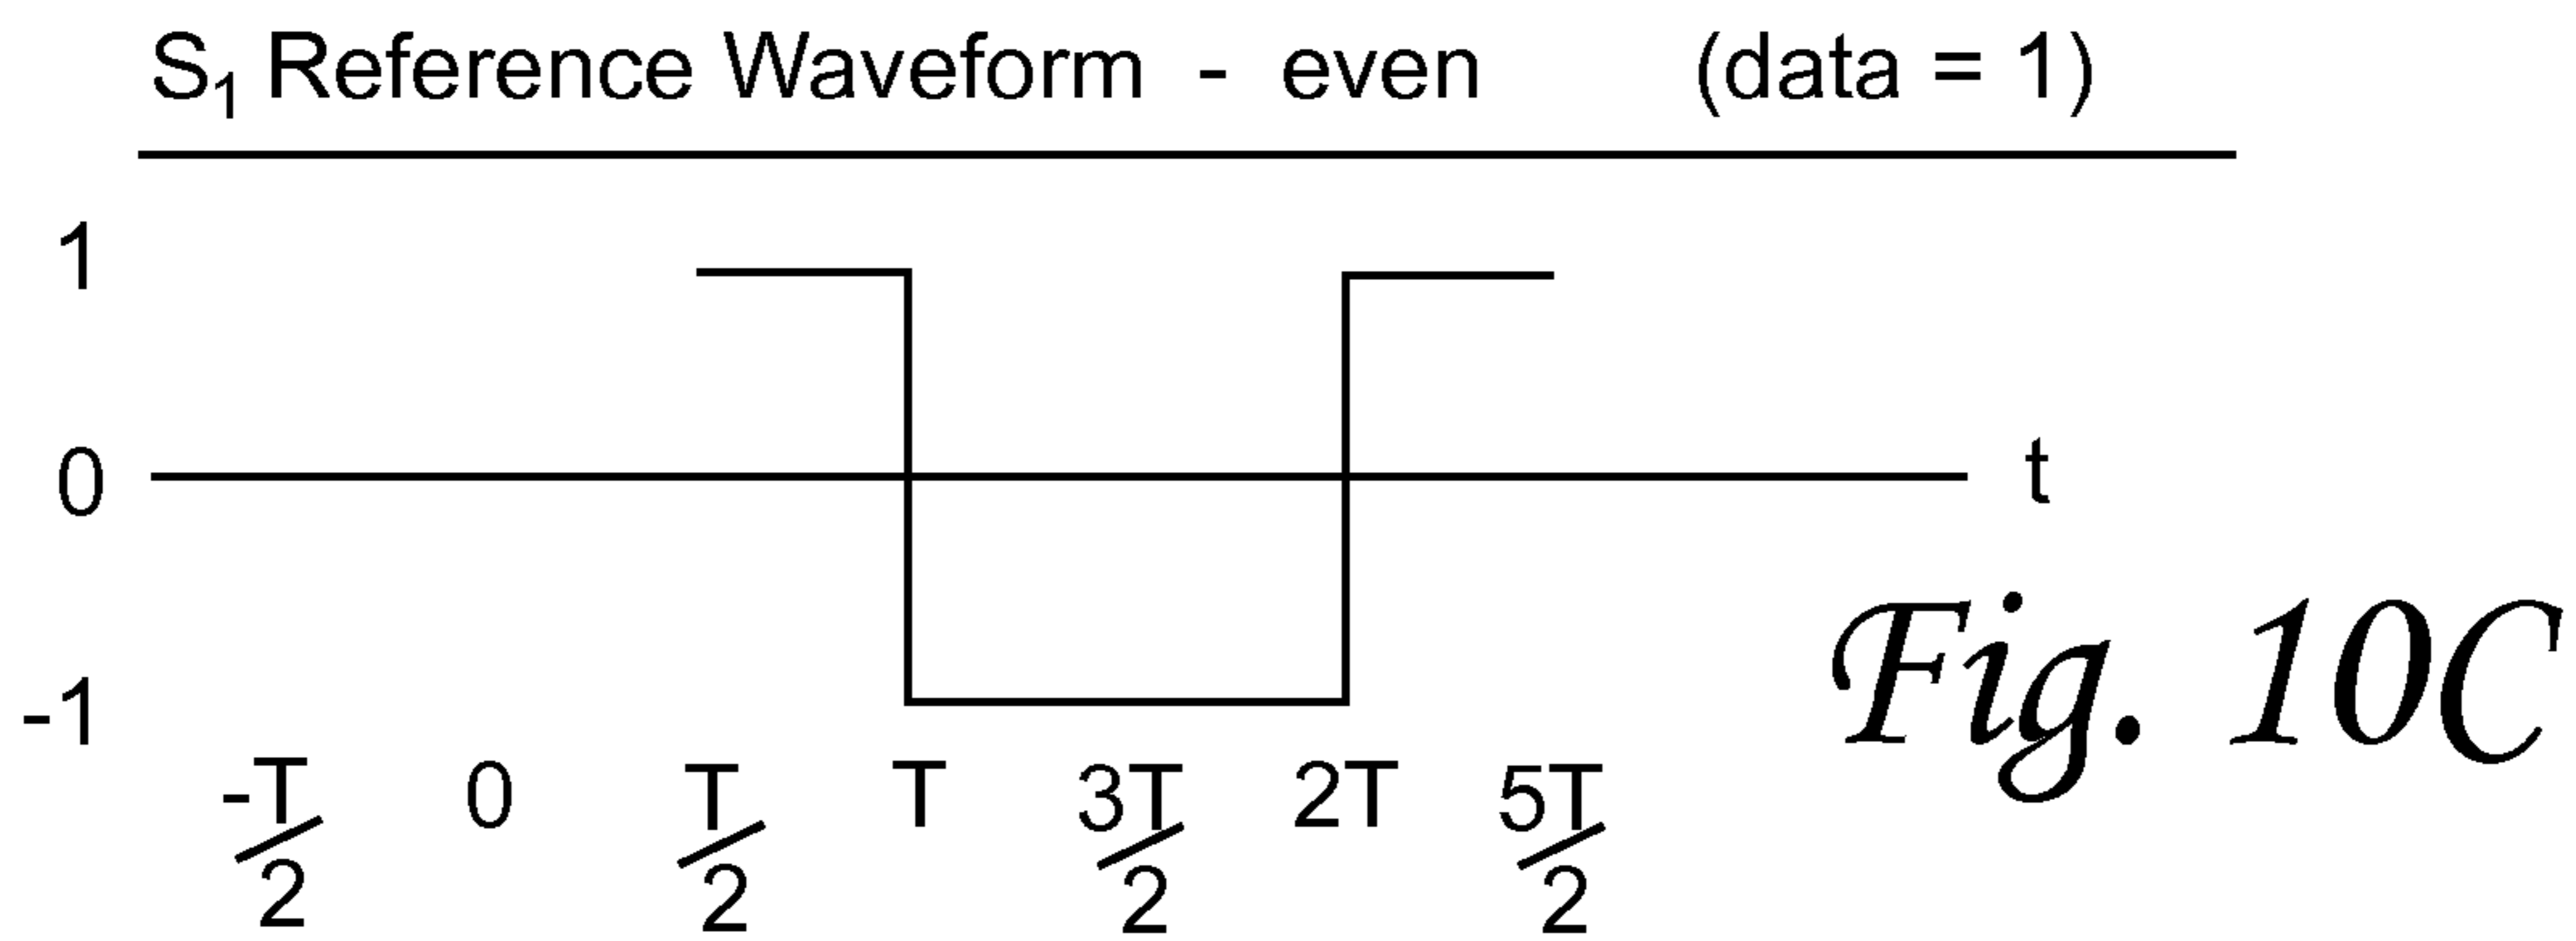 S₁ Reference Waveform - even (data = 1)
1
0
t
-1
Fig. 10C
-T/2 0 T/2 T 3T/2 2T 5T/2